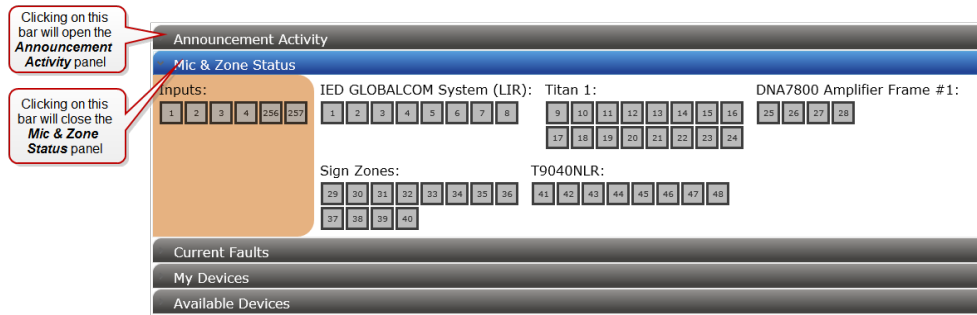 Clicking on this
bar will open the
Announcement
Activity panel
Clicking on this
bar will close the
Mic & Zone
Status panel
Announcement Activity
Mic & Zone Status
Inputs:
1 2 3 4 256 257
IED GLOBALCOM System (LIR):
1 2 3 4 5 6 7 8
Titan 1:
9 10 11 12 13 14 15 16
17 18 19 20 21 22 23 24
DNA7800 Amplifier Frame #1:
25 26 27 28
Sign Zones:
29 30 31 32 33 34 35 36
37 38 39 40
T9040NLR:
41 42 43 44 45 46 47 48
Current Faults
My Devices
Available Devices